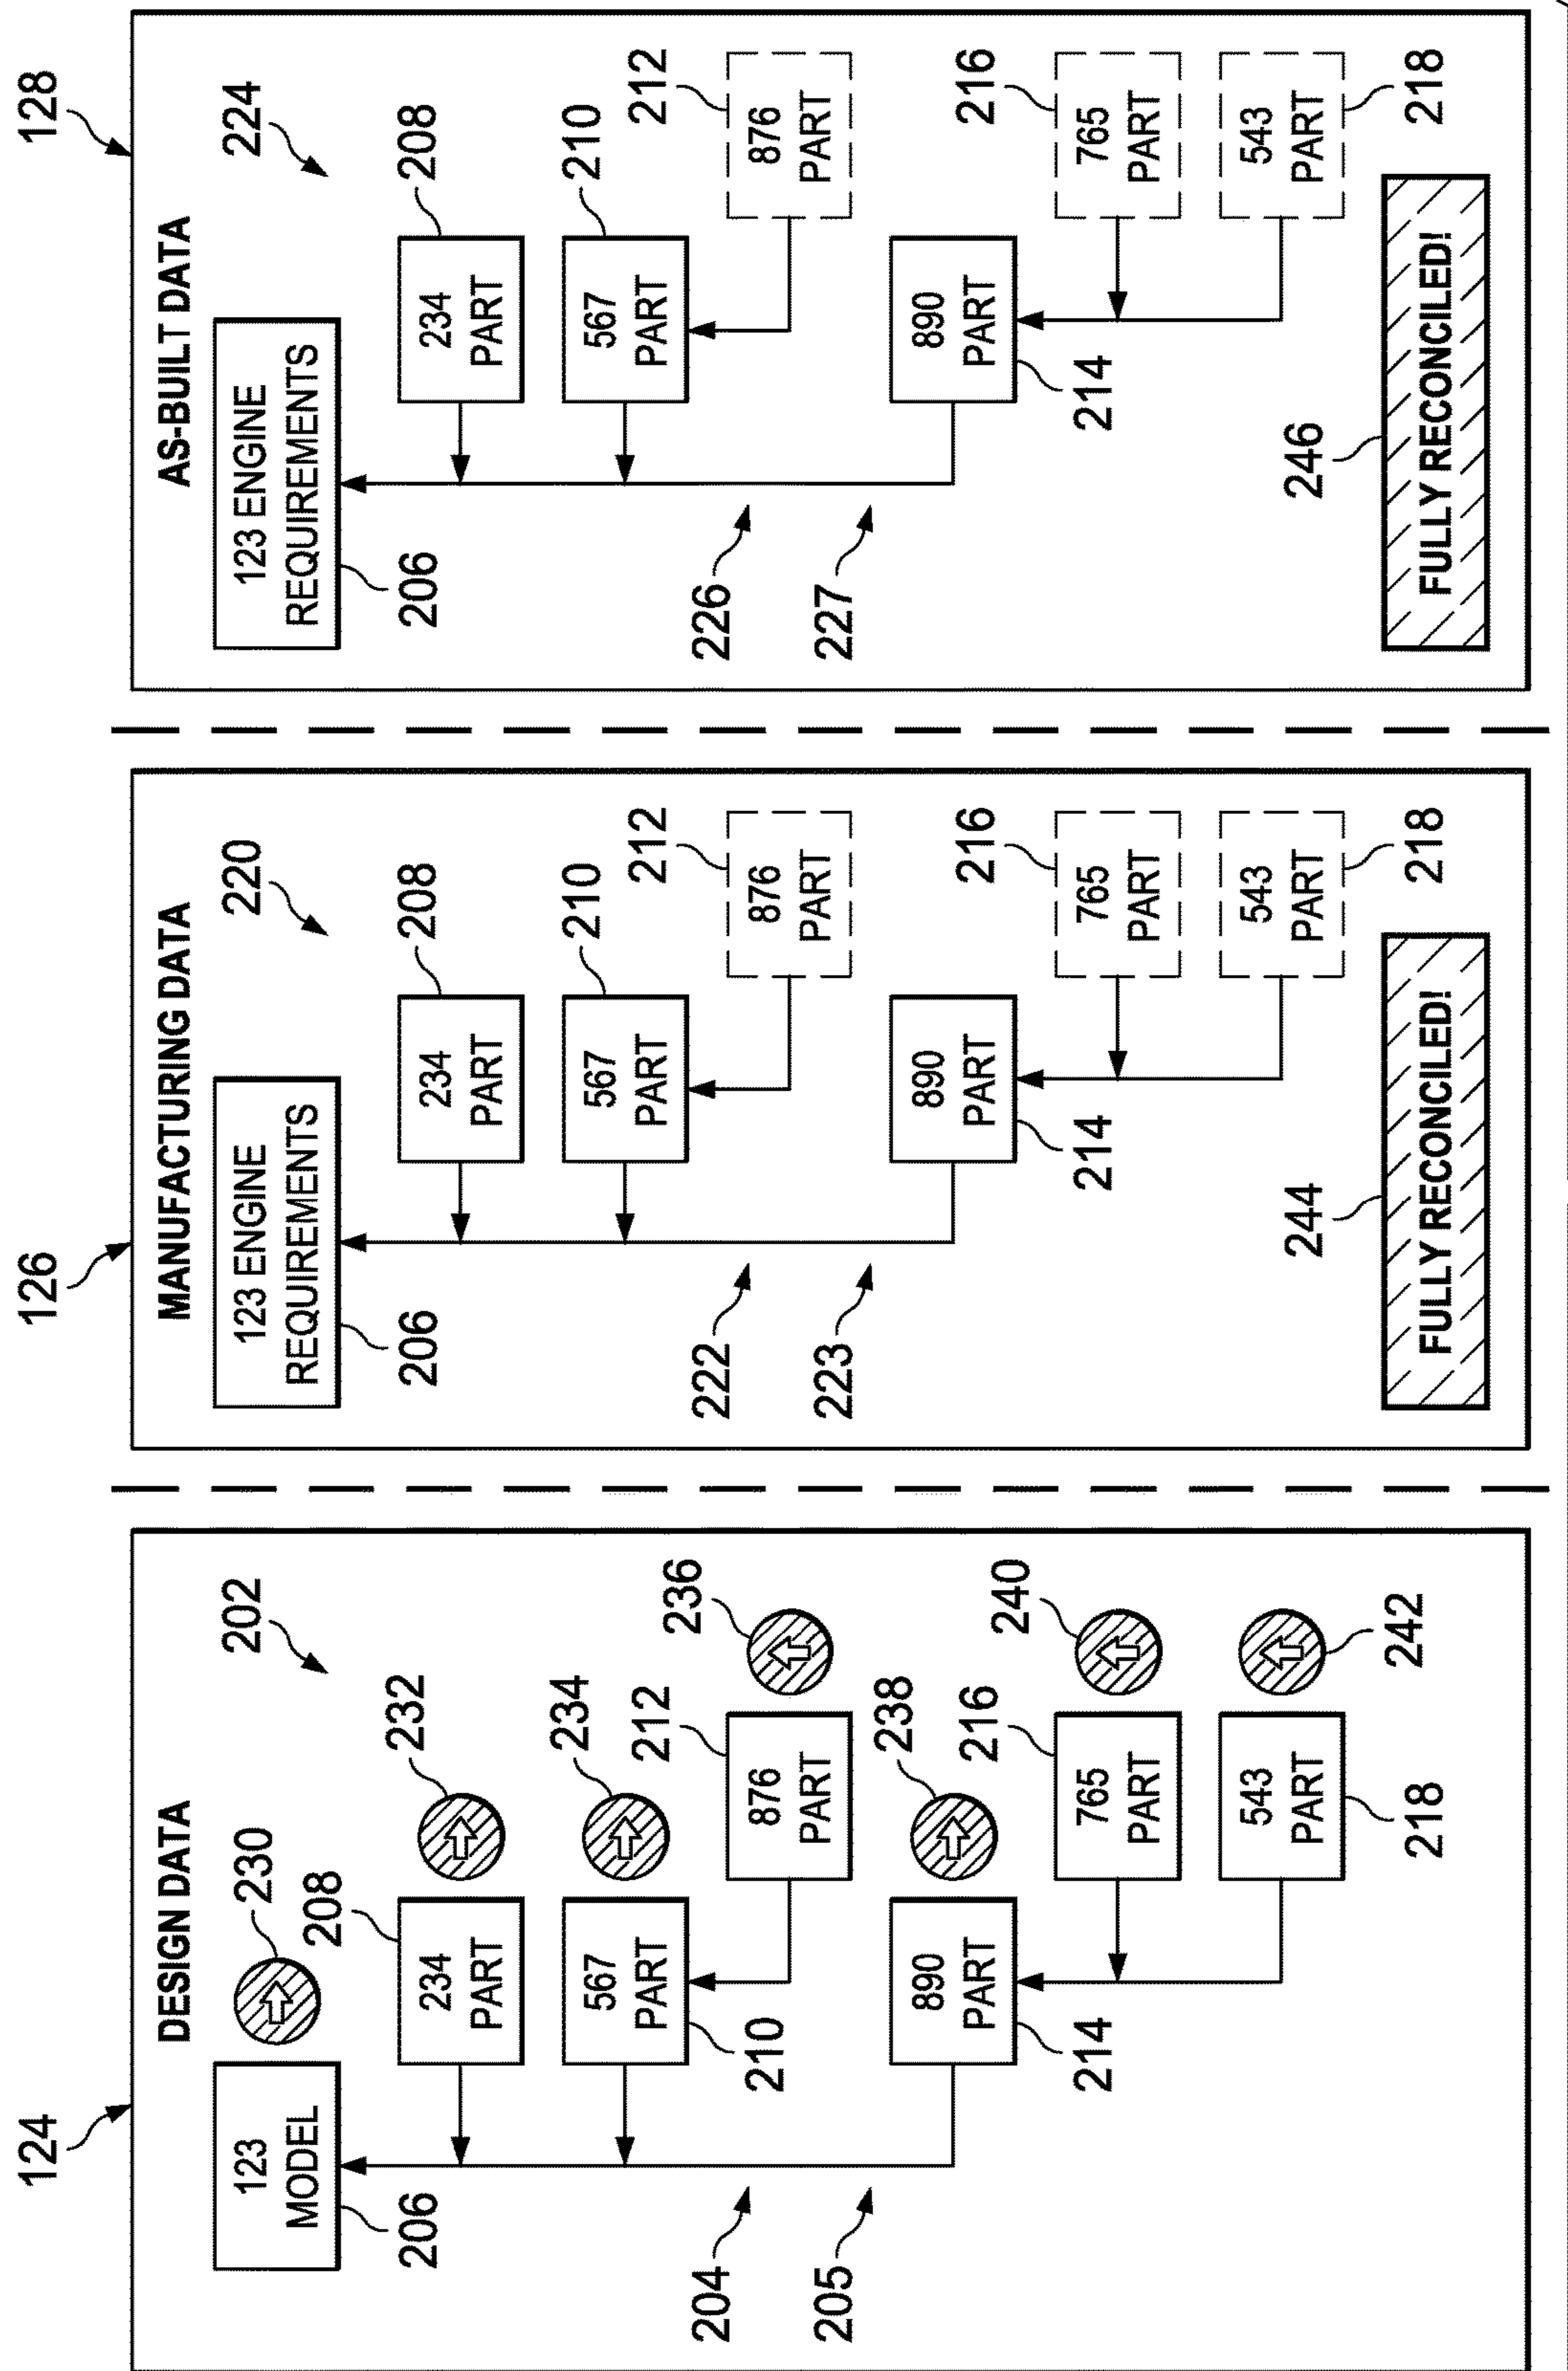 124
DESIGN DATA
202
123
MODEL
206
230
208
232
234
PART
234
567
PART
210
212
236
876
PART
204
238
205
890
PART
214
216
240
765
PART
543
PART
218
242
126
MANUFACTURING DATA
220
123 ENGINE
REQUIREMENTS
206
208
234
PART
210
567
PART
212
876
PART
222
223
890
PART
214
216
765
PART
543
PART
218
244
FULLY RECONCILED!
128
AS-BUILT DATA
224
123 ENGINE
REQUIREMENTS
206
208
234
PART
210
567
PART
212
876
PART
226
227
890
PART
214
216
765
PART
543
PART
218
246
FULLY RECONCILED!